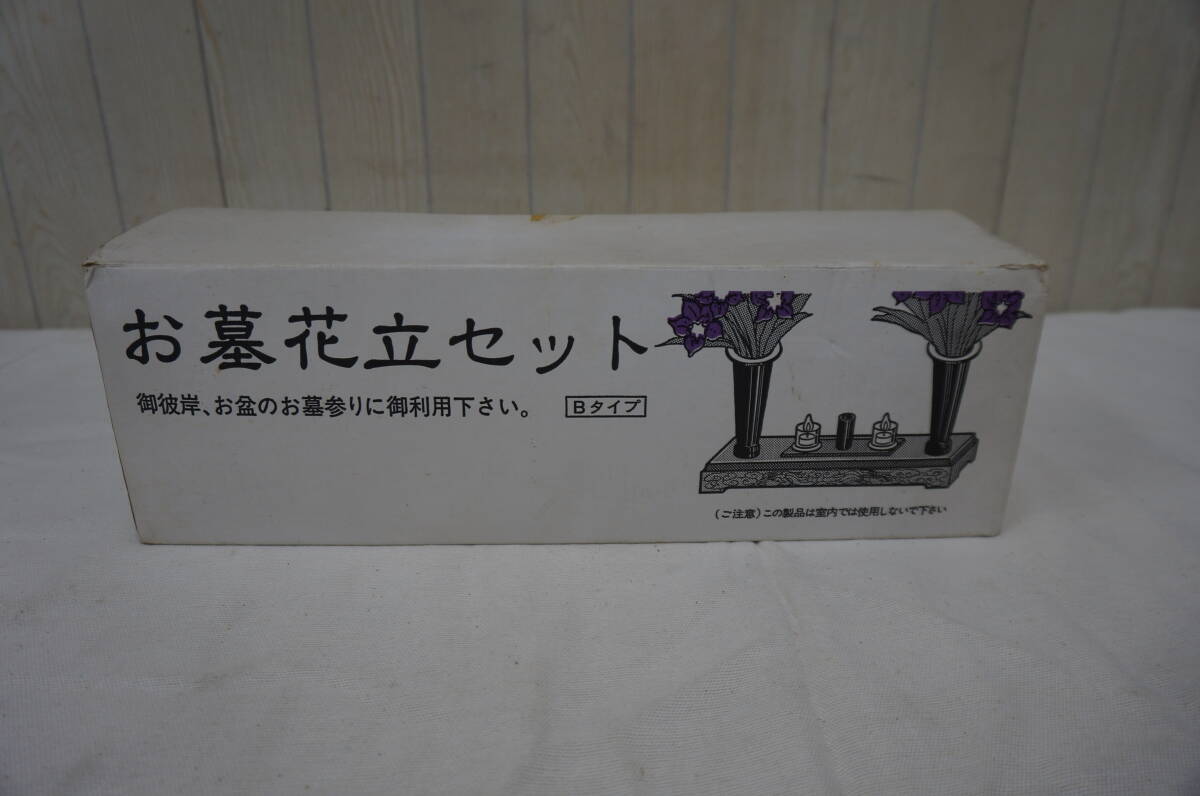 お墓花立セット
御彼岸、お盆のお墓参りに御利用下さい。 Bタイプ
(ご注意)この製品は室内では使用しないで下さい